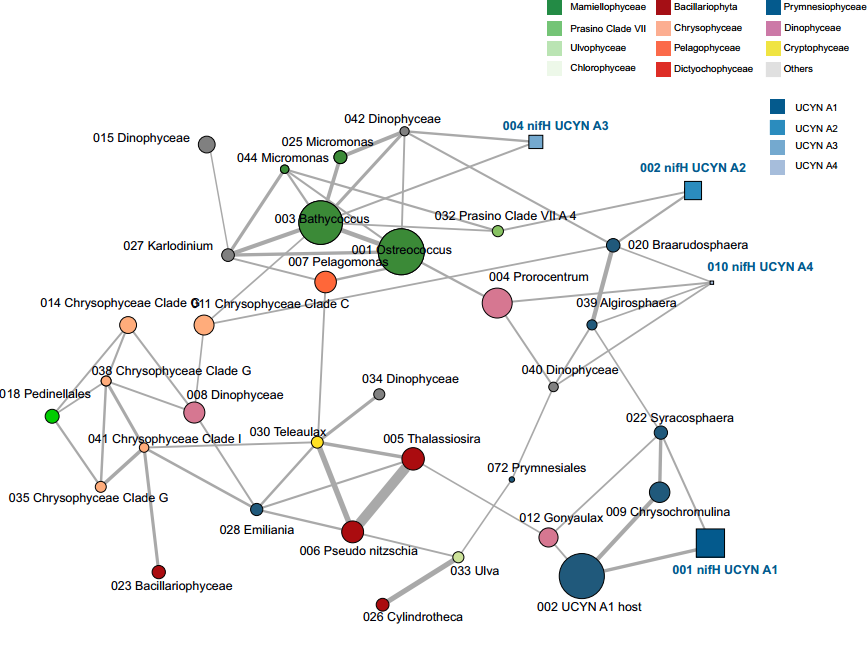 Mamiellophyceae
Bacillariophyta
Prymnesiophyceae
Prasino Clade VII
Chrysophyceae
Dinophyceae
Ulvophyceae
Pelagophyceae
Cryptophyceae
Chlorophyceae
Dictyochophyceae
Others
UCYN A1
UCYN A2
UCYN A3
UCYN A4
042 Dinophyceae
004 nifH UCYN A3
015 Dinophyceae
025 Micromonas
044 Micromonas
002 nifH UCYN A2
003 Bathycoccus
032 Prasino Clade VII A 4
027 Karlodinium
001 Ostreococcus
020 Braarudosphaera
007 Pelagomonas
010 nifH UCYN A4
004 Prorocentrum
014 Chrysophyceae Clade G
011 Chrysophyceae Clade C
039 Algirosphaera
038 Chrysophyceae Clade G
040 Dinophyceae
034 Dinophyceae
018 Pedinellales
008 Dinophyceae
022 Syracosphaera
030 Teleaulax
041 Chrysophyceae Clade I
005 Thalassiosira
072 Prymnesiales
035 Chrysophyceae Clade G
009 Chrysochromulina
012 Gonyaulax
028 Emiliania
006 Pseudo nitzschia
033 Ulva
001 nifH UCYN A1
023 Bacillariophyceae
002 UCYN A1 host
026 Cylindrotheca